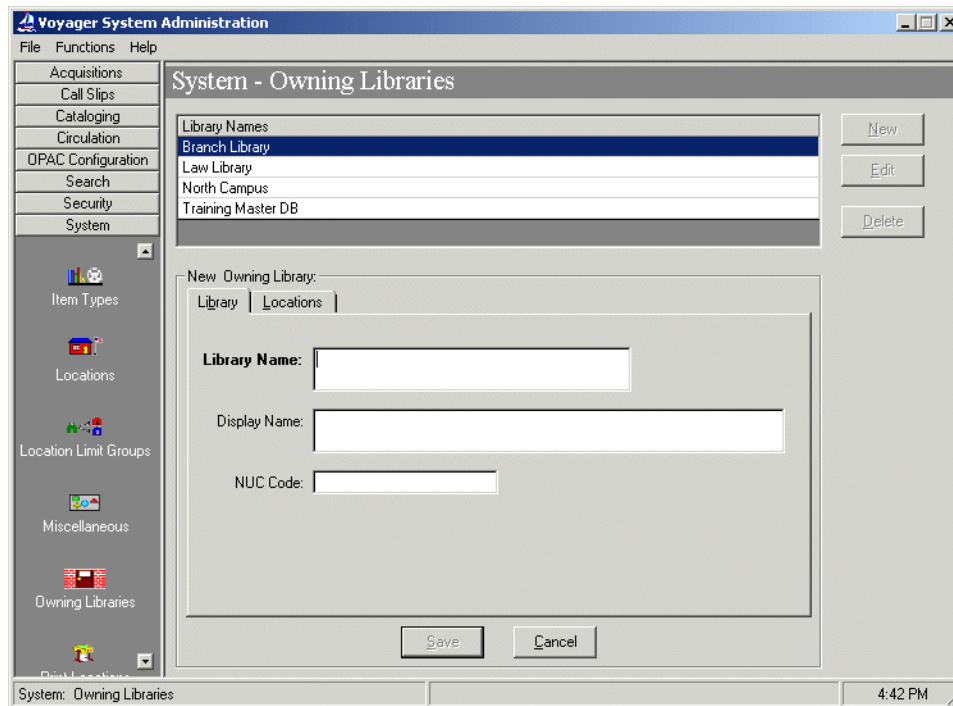 Voyager System Administration
File Functions Help
Acquisitions
Call Slips
Cataloging
Circulation
OPAC Configuration
Search
Security
System
Item Types
Locations
Location Limit Groups
Miscellaneous
Owning Libraries
Print Locations
System - Owning Libraries
Library Names
Branch Library
Law Library
North Campus
Training Master DB
New
Edit
Delete
New Owning Library:
Library Locations
Library Name:
Display Name:
NUC Code:
Save Cancel
System: Owning Libraries 4:42 PM